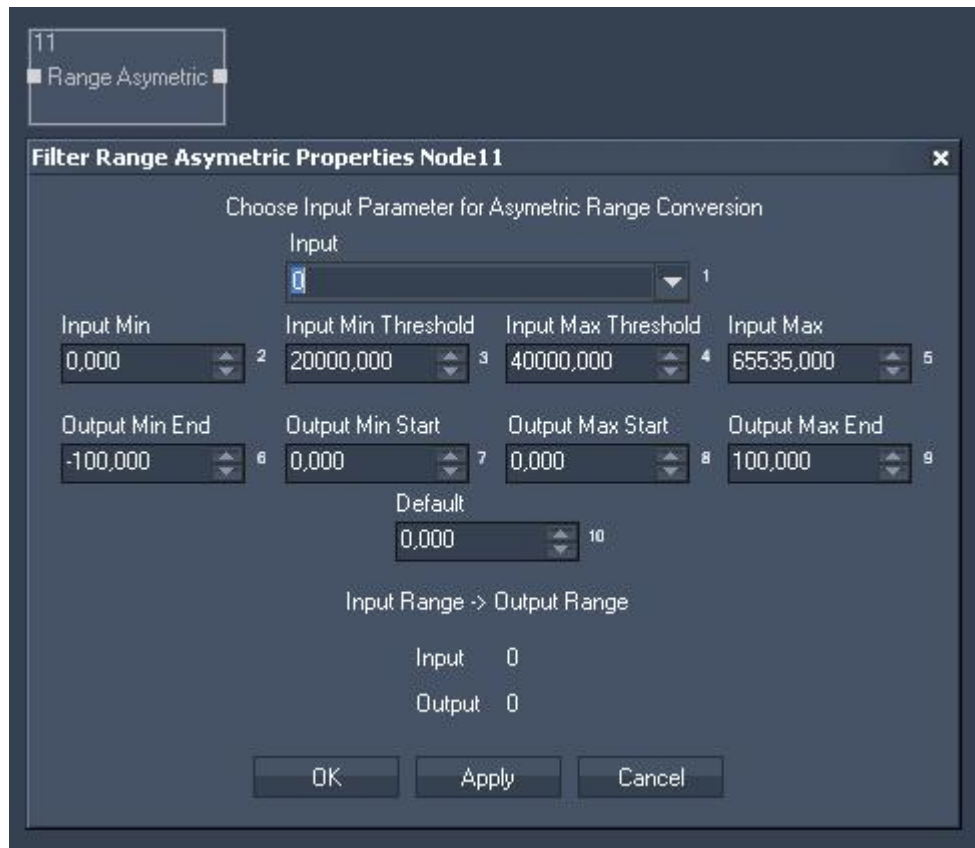 11
Range Asymetric
Filter Range Asymetric Properties Node11
Choose Input Parameter for Asymetric Range Conversion
Input
0 1
Input Min Input Min Threshold Input Max Threshold Input Max
0,000 2 20000,000 3 40000,000 4 65535,000 5
Output Min End Output Min Start Output Max Start Output Max End
-100,000 6 0,000 7 0,000 8 100,000 9
Default
0,000 10
Input Range -> Output Range
Input 0
Output 0
OK Apply Cancel